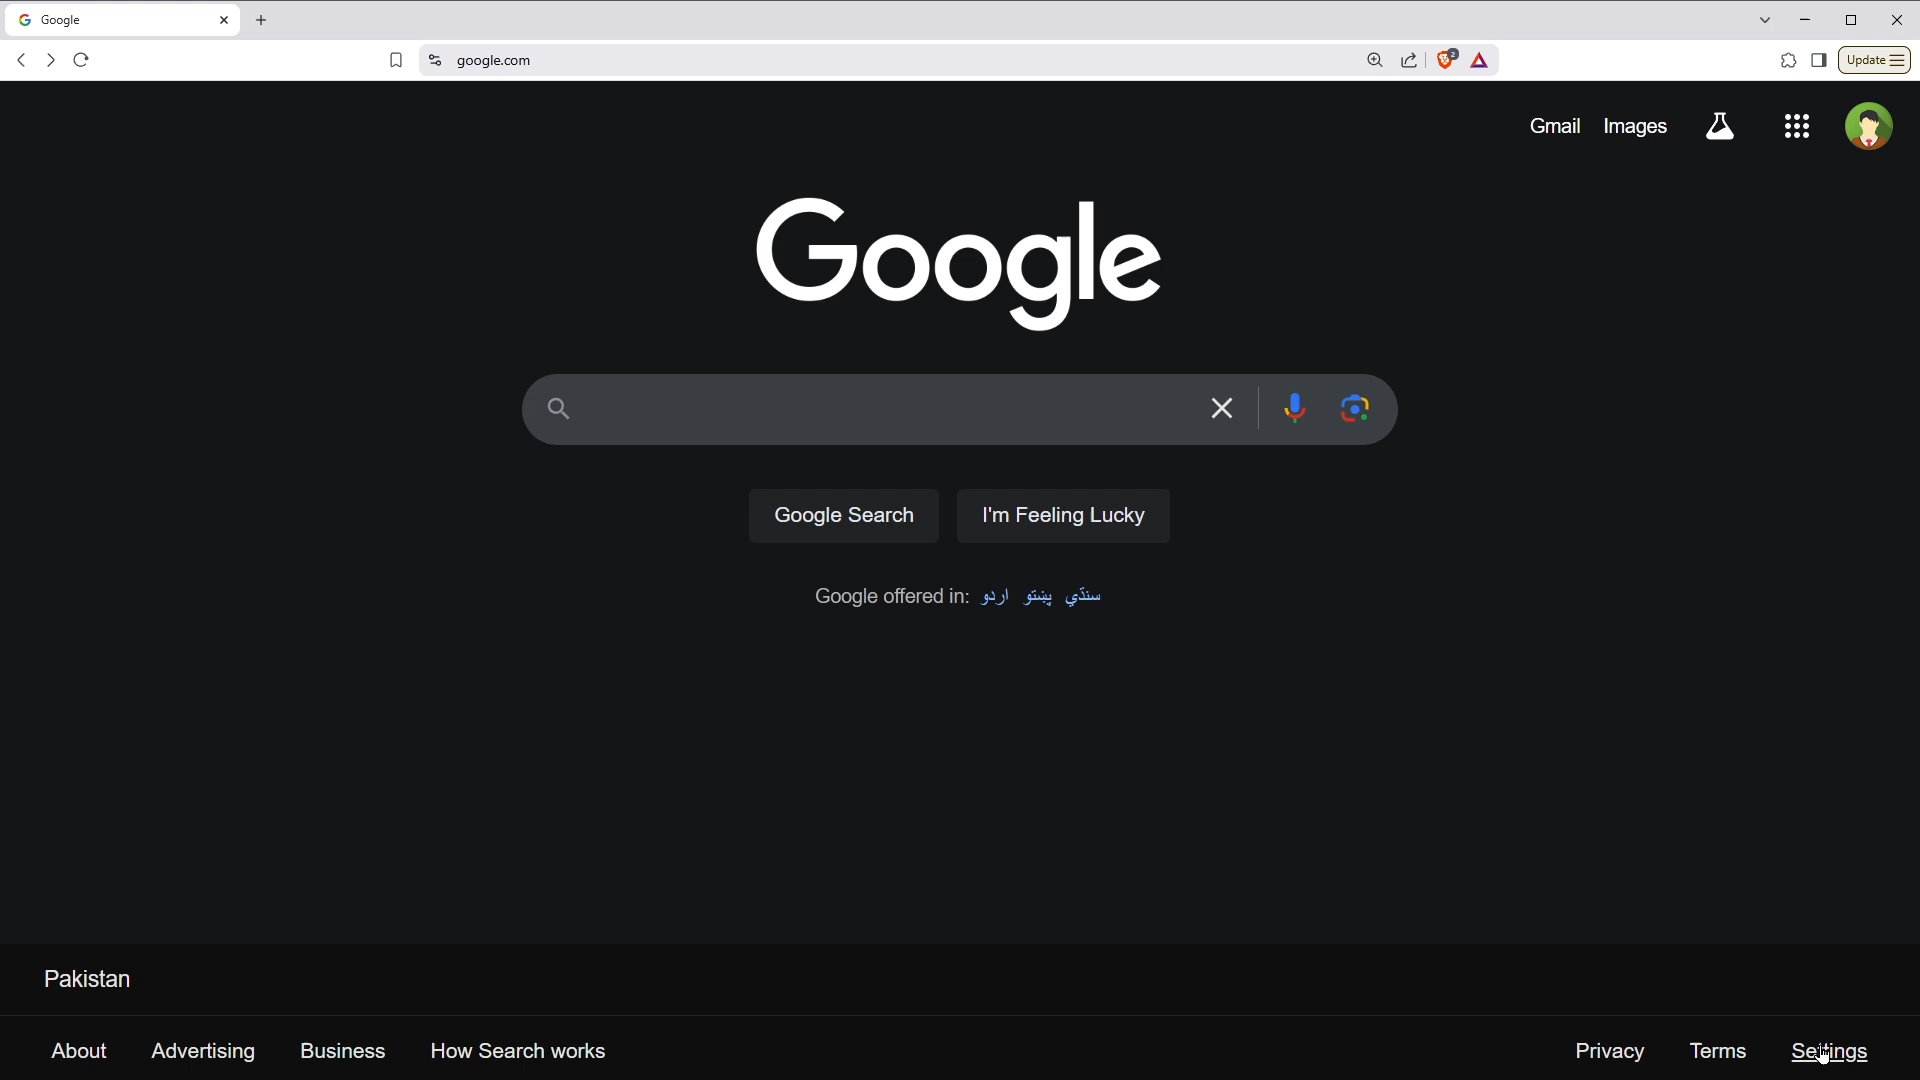 Google
google.com
2
Update
Gmail Images
Google
Google Search I'm Feeling Lucky
Google offered in: اردو پښتو سنڌي
Pakistan
About Advertising Business How Search works Privacy Terms Settings